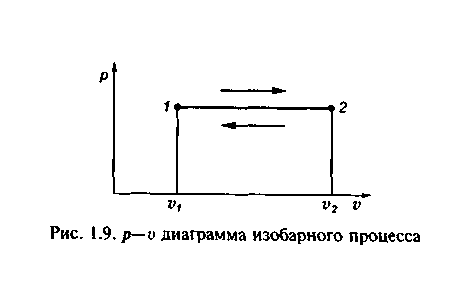 p
1
2
v₁
v₂
v
Рис. 1.9. p—v диаграмма изобарного процесса